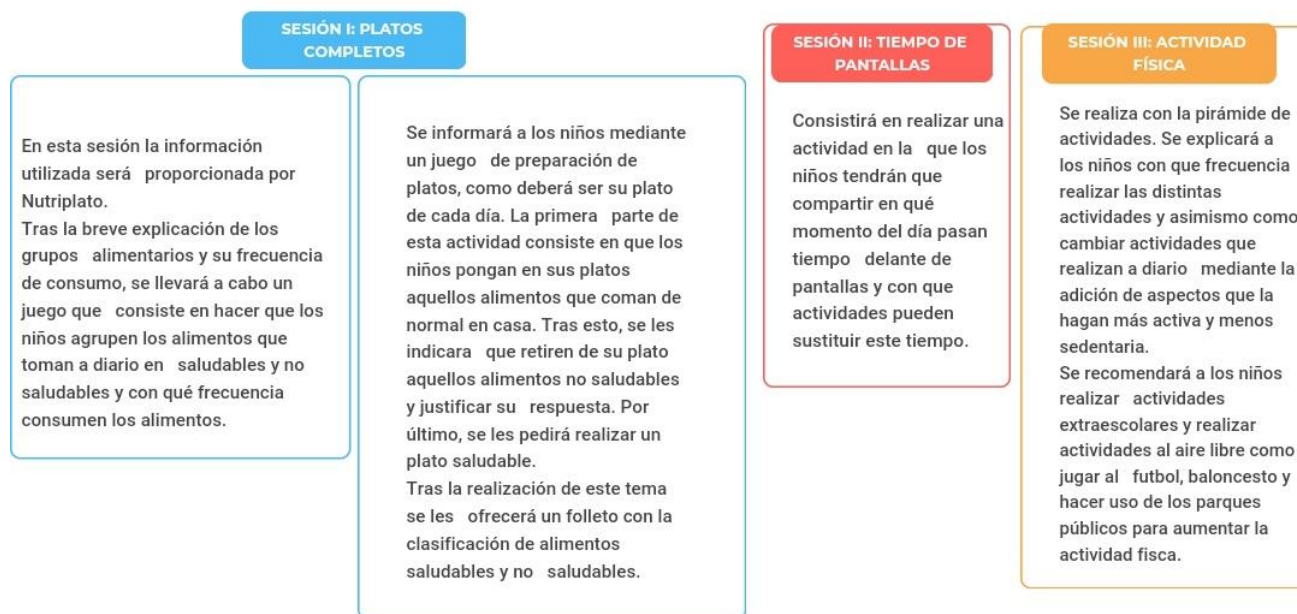 SESIÓN I: PLATOS
COMPLETOS
En esta sesión la información
utilizada será proporcionada por
Nutriplato.
Tras la breve explicación de los
grupos alimentarios y su frecuencia
de consumo, se llevará a cabo un
juego que consiste en hacer que los
niños agrupen los alimentos que
toman a diario en saludables y no
saludables y con qué frecuencia
consumen los alimentos.
Se informará a los niños mediante
un juego de preparación de
platos, como deberá ser su plato
de cada día. La primera parte de
esta actividad consiste en que los
niños pongan en sus platos
aquellos alimentos que coman de
normal en casa. Tras esto, se les
indicara que retiren de su plato
aquellos alimentos no saludables
y justificar su respuesta. Por
último, se les pedirá realizar un
plato saludable.
Tras la realización de este tema
se les ofrecerá un folleto con la
clasificación de alimentos
saludables y no saludables.
SESIÓN II: TIEMPO DE
PANTALLAS
Consistirá en realizar una
actividad en la que los
niños tendrán que
compartir en qué
momento del día pasan
tiempo delante de
pantallas y con que
actividades pueden
sustituir este tiempo.
SESIÓN III: ACTIVIDAD
FÍSICA
Se realiza con la pirámide de
actividades. Se explicará a
los niños con que frecuencia
realizar las distintas
actividades y asimismo como
cambiar actividades que
realizan a diario mediante la
adición de aspectos que la
hagan más activa y menos
sedentaria.
Se recomendará a los niños
realizar actividades
extraescolares y realizar
actividades al aire libre como
jugar al futbol, baloncesto y
hacer uso de los parques
públicos para aumentar la
actividad fisca.